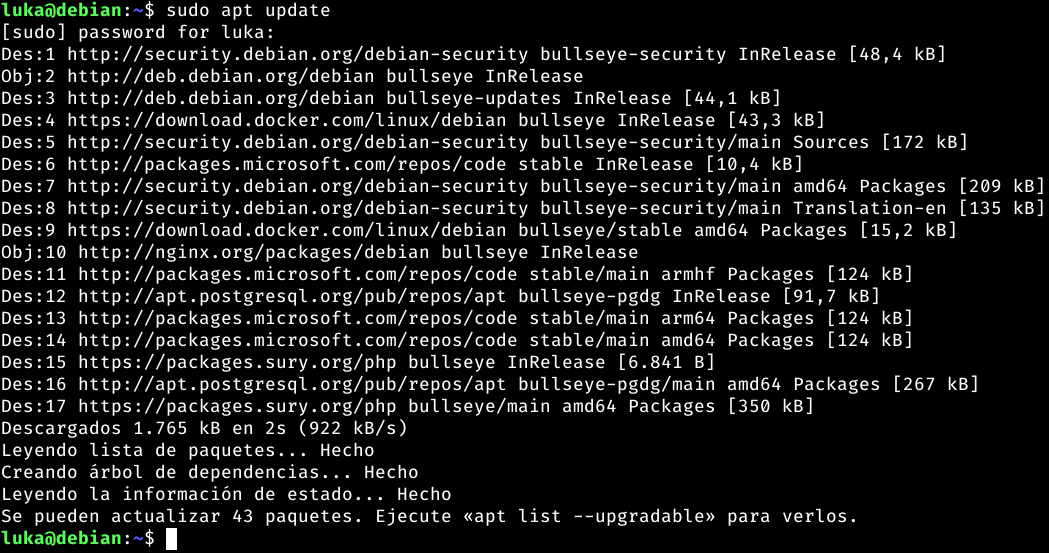 luka@debian:~$ sudo apt update
[sudo] password for luka:
Des:1 http://security.debian.org/debian-security bullseye-security InRelease [48,4 kB]
Obj:2 http://deb.debian.org/debian bullseye InRelease
Des:3 http://deb.debian.org/debian bullseye-updates InRelease [44,1 kB]
Des:4 https://download.docker.com/linux/debian bullseye InRelease [43,3 kB]
Des:5 http://security.debian.org/debian-security bullseye-security/main Sources [172 kB]
Des:6 http://packages.microsoft.com/repos/code stable InRelease [10,4 kB]
Des:7 http://security.debian.org/debian-security bullseye-security/main amd64 Packages [209 kB]
Des:8 http://security.debian.org/debian-security bullseye-security/main Translation-en [135 kB]
Des:9 https://download.docker.com/linux/debian bullseye/stable amd64 Packages [15,2 kB]
Obj:10 http://nginx.org/packages/debian bullseye InRelease
Des:11 http://packages.microsoft.com/repos/code stable/main armhf Packages [124 kB]
Des:12 http://apt.postgresql.org/pub/repos/apt bullseye-pgdg InRelease [91,7 kB]
Des:13 http://packages.microsoft.com/repos/code stable/main arm64 Packages [124 kB]
Des:14 http://packages.microsoft.com/repos/code stable/main amd64 Packages [124 kB]
Des:15 https://packages.sury.org/php bullseye InRelease [6.841 B]
Des:16 http://apt.postgresql.org/pub/repos/apt bullseye-pgdg/main amd64 Packages [267 kB]
Des:17 https://packages.sury.org/php bullseye/main amd64 Packages [350 kB]
Descargados 1.765 kB en 2s (922 kB/s)
Leyendo lista de paquetes... Hecho
Creando árbol de dependencias... Hecho
Leyendo la información de estado... Hecho
Se pueden actualizar 43 paquetes. Ejecute «apt list --upgradable» para verlos.
luka@debian:~$